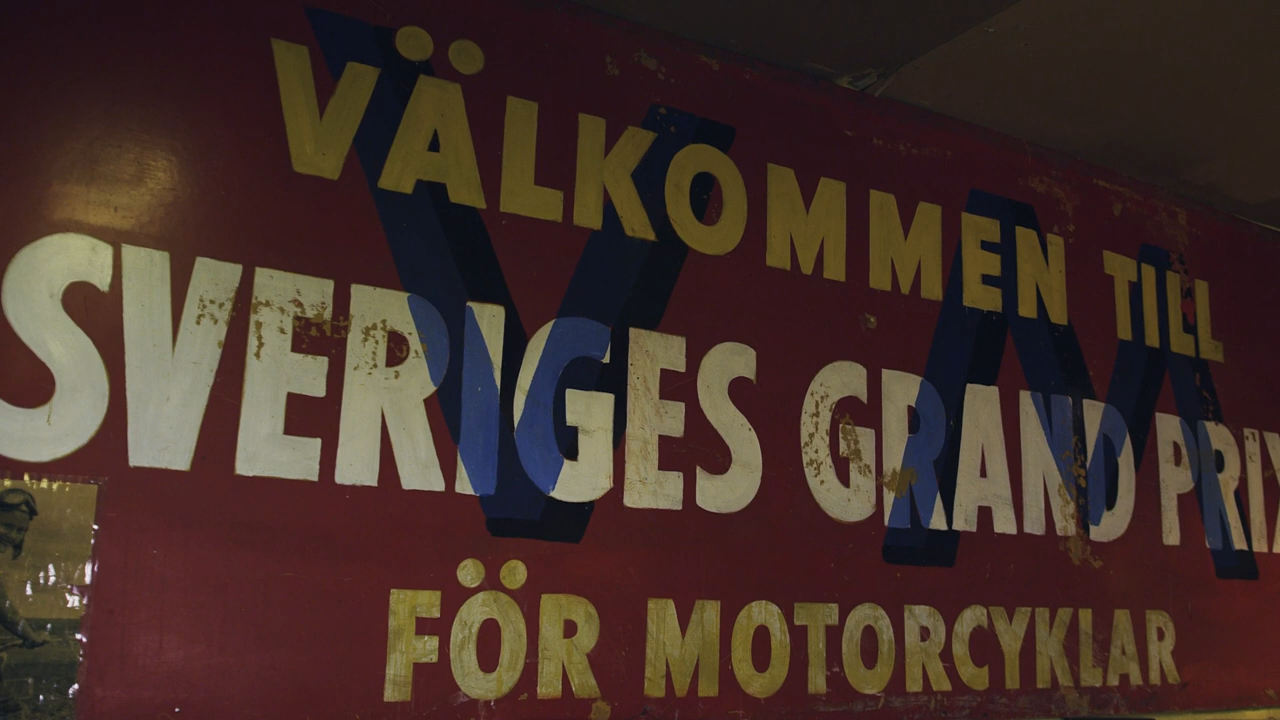 VÄLKOMMEN TILL
SVERIGES GRAND PRIX
FÖR MOTORCYKLAR
VM